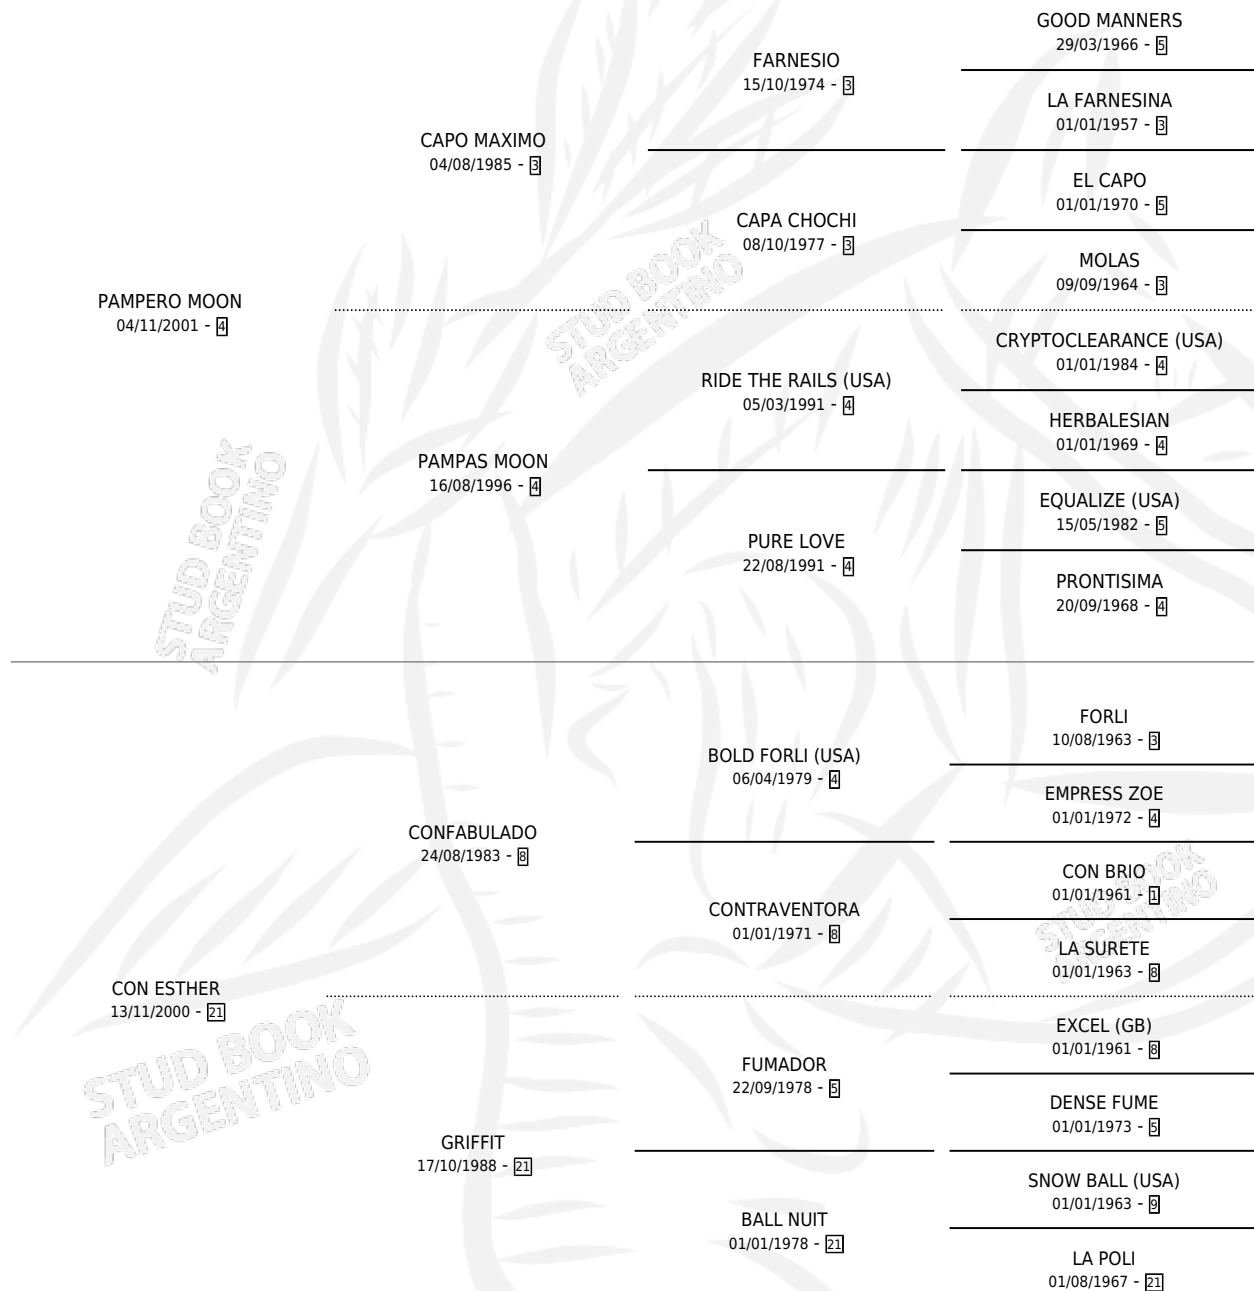 GOOD MANNERS
29/03/1966 - 5
FARNESIO
15/10/1974 - 3
LA FARNESINA
01/01/1957 - 3
CAPO MAXIMO
04/08/1985 - 3
EL CAPO
01/01/1970 - 5
CAPA CHOCHI
08/10/1977 - 3
MOLAS
09/09/1964 - 3
STUD BOOK
ARGENTINO
PAMPERO MOON
04/11/2001 - 4
CRYPTOCLEARANCE (USA)
01/01/1984 - 4
RIDE THE RAILS (USA)
05/03/1991 - 4
HERBALESIAN
01/01/1969 - 4
PAMPAS MOON
16/08/1996 - 4
EQUALIZE (USA)
15/05/1982 - 5
PURE LOVE
22/08/1991 - 4
PRONTISIMA
20/09/1968 - 4
STUD BOOK
ARGENTINO
FORLI
10/08/1963 - 3
BOLD FORLI (USA)
06/04/1979 - 4
EMPRESS ZOE
01/01/1972 - 4
CONFABULADO
24/08/1983 - 8
CON BRIO
01/01/1961 - 1
CONTRAVENTORA
01/01/1971 - 8
LA SURETE
01/01/1963 - 8
STUD BOOK
ARGENTINO
CON ESTHER
13/11/2000 - 21
EXCEL (GB)
01/01/1961 - 8
FUMADOR
22/09/1978 - 5
DENSE FUME
01/01/1973 - 5
STUD BOOK
ARGENTINO
GRIFFIT
17/10/1988 - 21
SNOW BALL (USA)
01/01/1963 - 9
BALL NUIT
01/01/1978 - 21
LA POLI
01/08/1967 - 21